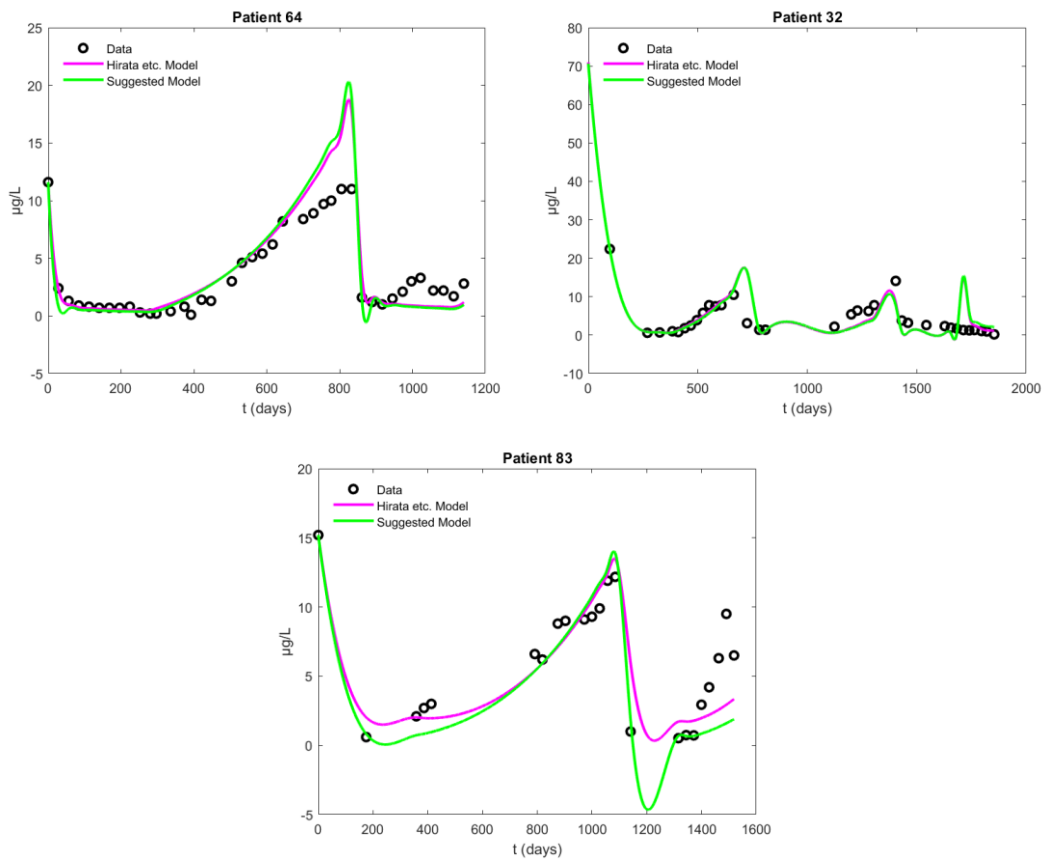 Patient 64
25
20
15
10
5
0
-5
0
200
400
600
800
1000
1200
µg/L
t (days)
Data
Hirata etc. Model
Suggested Model
Patient 32
80
70
60
50
40
30
20
10
0
-10
0
500
1000
1500
2000
µg/L
t (days)
Data
Hirata etc. Model
Suggested Model
Patient 83
20
15
10
5
0
-5
0
200
400
600
800
1000
1200
1400
1600
µg/L
t (days)
Data
Hirata etc. Model
Suggested Model